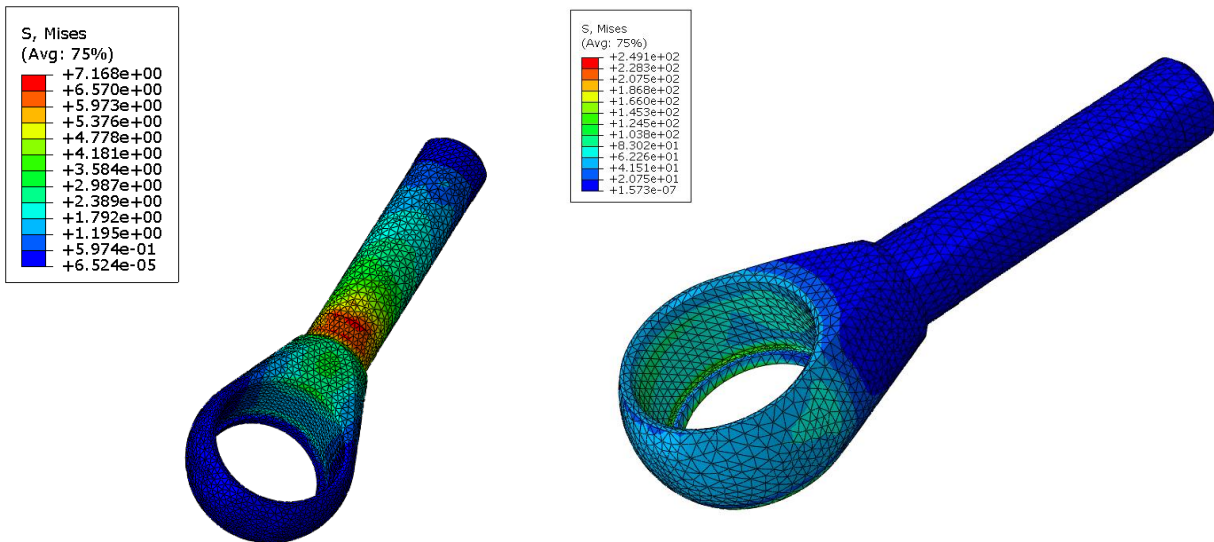 S, Mises
(Avg: 75%)
+7.168e+00
+6.570e+00
+5.973e+00
+5.376e+00
+4.778e+00
+4.181e+00
+3.584e+00
+2.987e+00
+2.389e+00
+1.792e+00
+1.195e+00
+5.974e-01
+6.524e-05
S, Mises
(Avg: 75%)
+2.491e+02
+2.283e+02
+2.075e+02
+1.868e+02
+1.660e+02
+1.453e+02
+1.245e+02
+1.038e+02
+8.302e+01
+6.226e+01
+4.151e+01
+2.075e+01
+1.573e-07